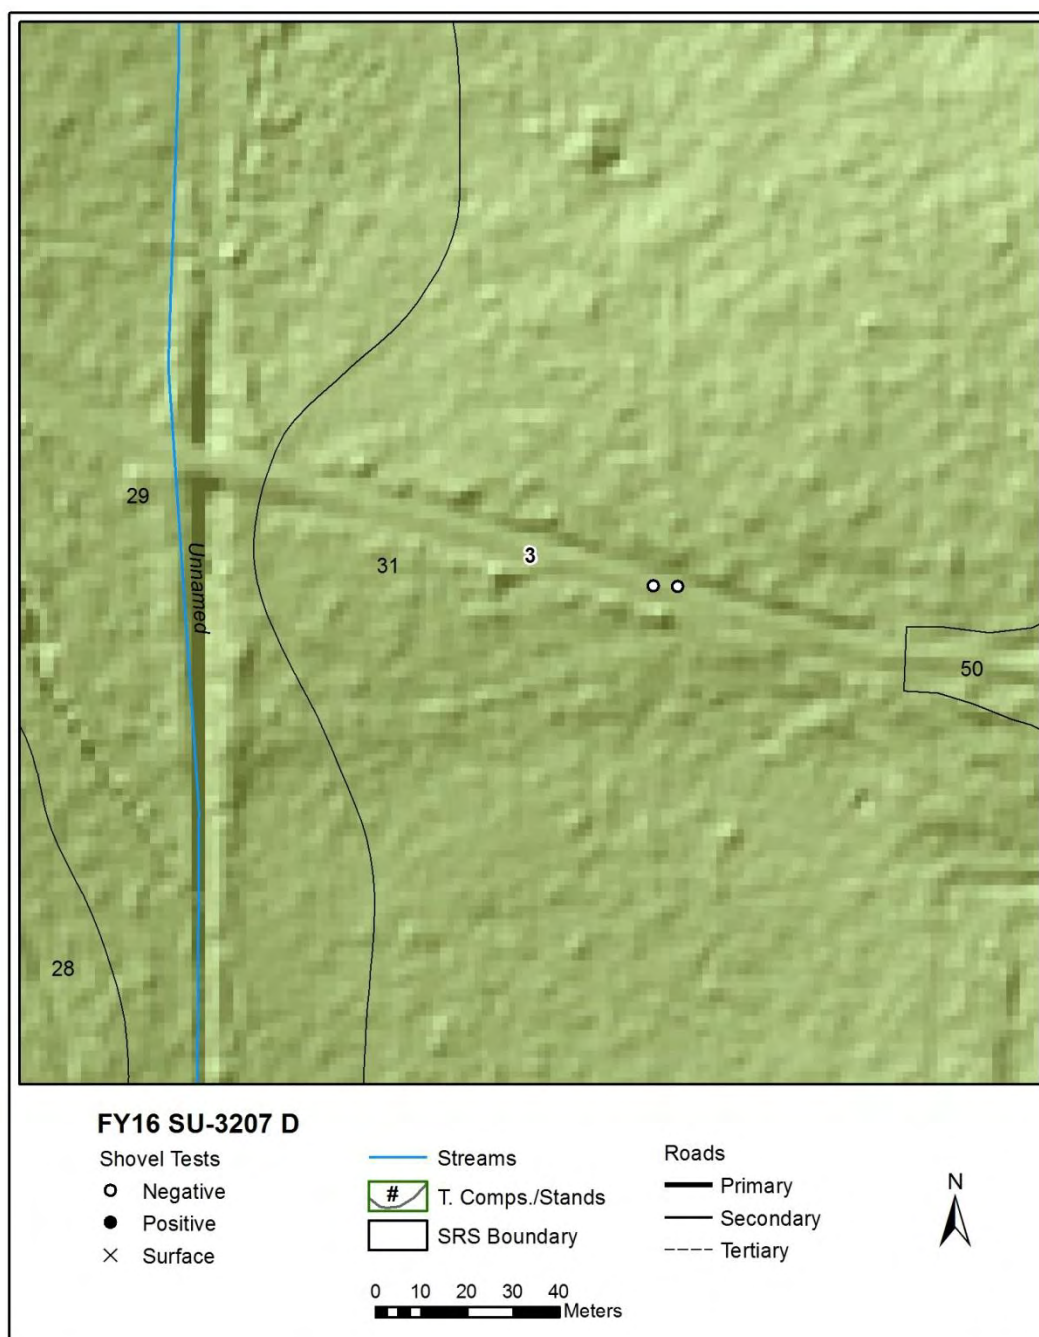 29
Unnamed
31
3
50
28
FY16 SU-3207 D
Shovel Tests
Negative
Positive
Surface
Streams
#
T. Comps./Stands
SRS Boundary
0 10 20 30 40
Meters
Roads
Primary
Secondary
Tertiary
N